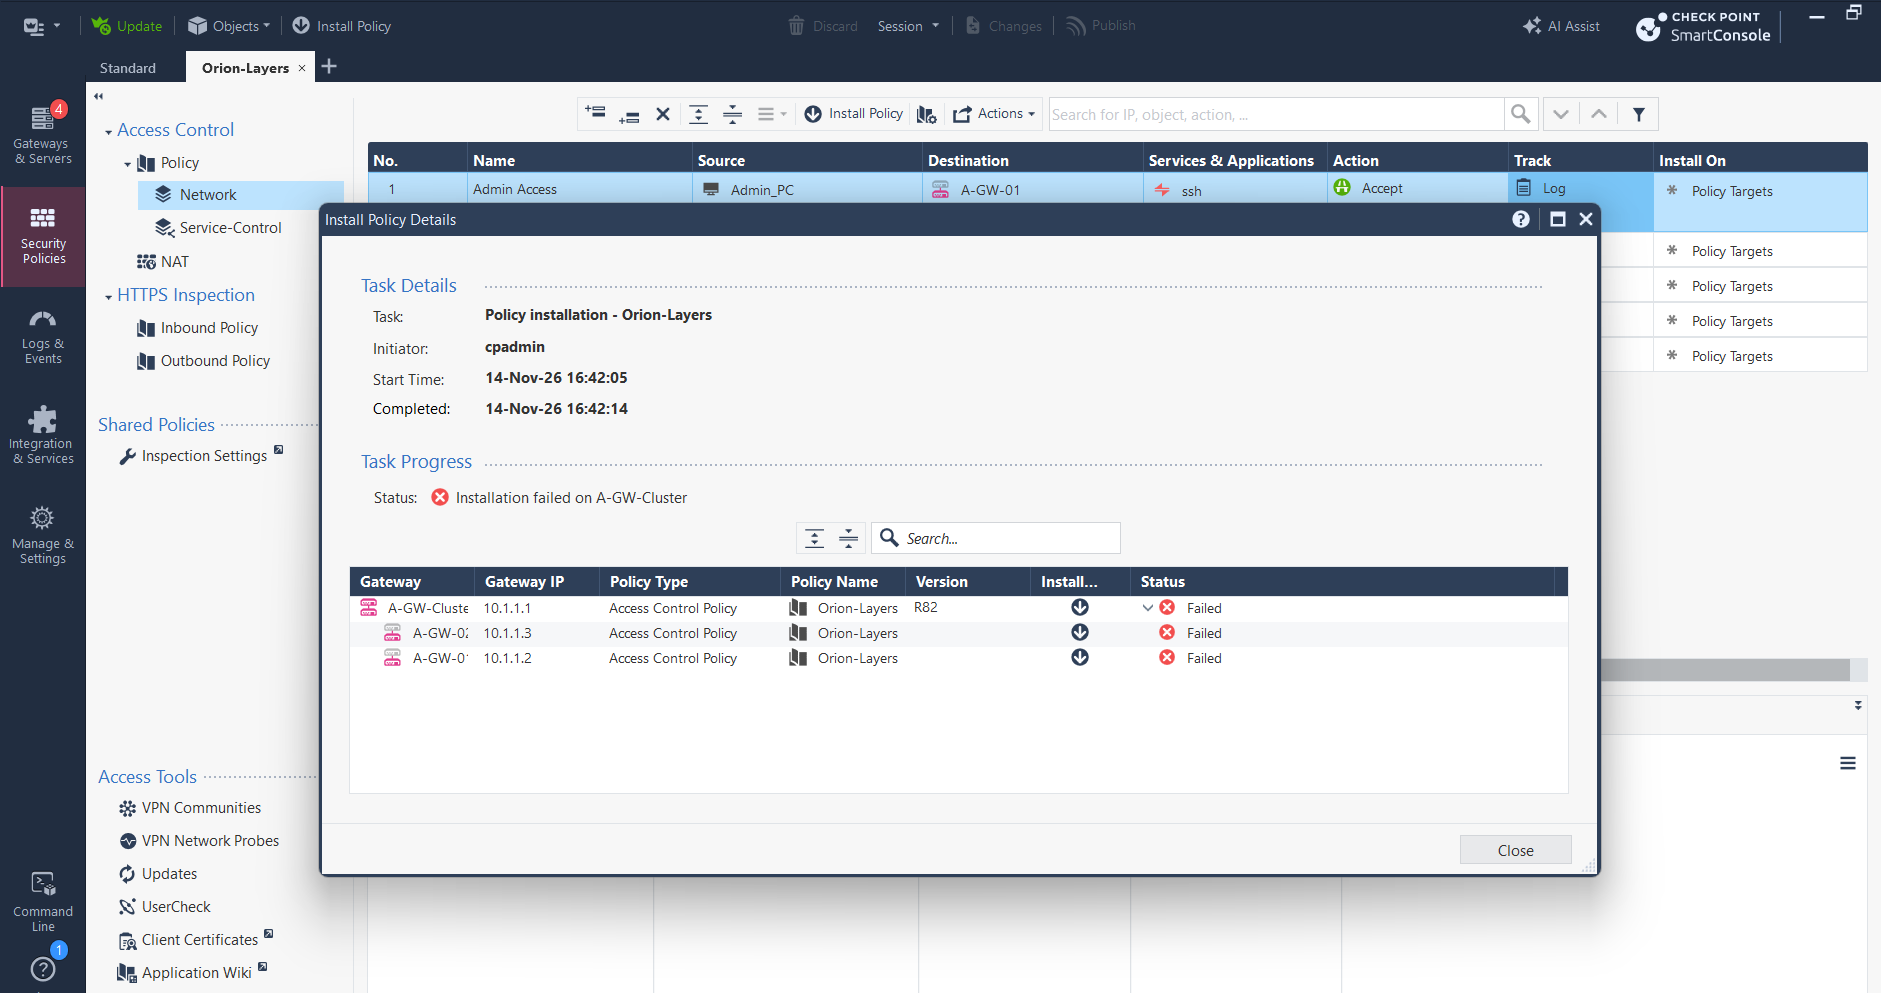 Update
Objects
Install Policy
Discard
Session
Changes
Publish
AI Assist
CHECK POINT
SmartConsole
Standard
Orion-Layers
4
Gateways
& Servers
Security
Policies
Logs &
Events
Integration
& Services
Manage &
Settings
Command
Line
1
Access Control
Policy
Network
Service-Control
NAT
HTTPS Inspection
Inbound Policy
Outbound Policy
Shared Policies
Inspection Settings
Access Tools
VPN Communities
VPN Network Probes
Updates
UserCheck
Client Certificates
Application Wiki
Install Policy
Actions
Search for IP, object, action, ...
No. Name Source Destination Services & Applications Action Track Install On
1 Admin Access Admin_PC A-GW-01 ssh Accept Log * Policy Targets
* Policy Targets
* Policy Targets
* Policy Targets
* Policy Targets
Install Policy Details
Task Details
Task: Policy installation - Orion-Layers
Initiator: cpadmin
Start Time: 14-Nov-26 16:42:05
Completed: 14-Nov-26 16:42:14
Task Progress
Status: Installation failed on A-GW-Cluster
Search...
Gateway Gateway IP Policy Type Policy Name Version Install... Status
A-GW-Cluste 10.1.1.1 Access Control Policy Orion-Layers R82 Failed
A-GW-02 10.1.1.3 Access Control Policy Orion-Layers Failed
A-GW-01 10.1.1.2 Access Control Policy Orion-Layers Failed
Close